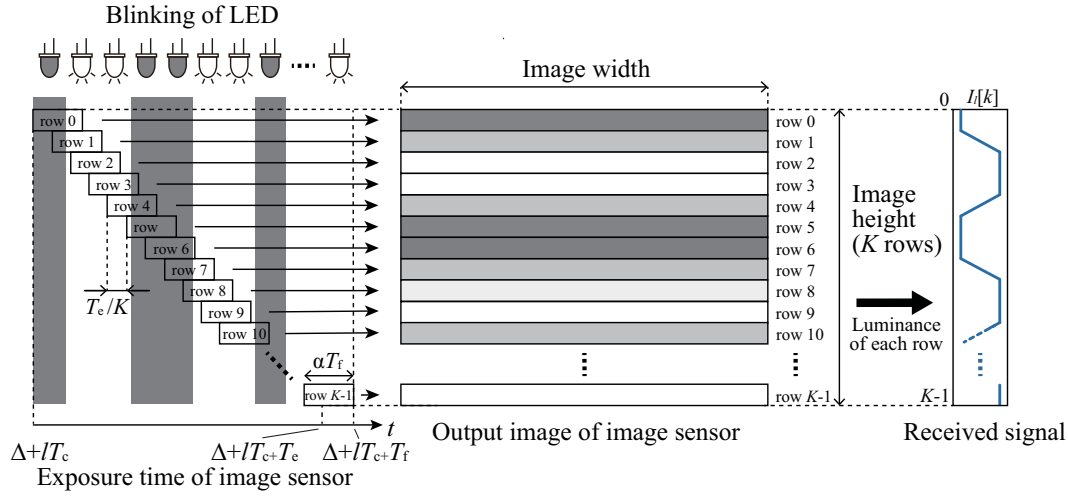 Blinking of LED
Image width
0
I_l[k]
row 0
row 1
row 2
row 3
row 4
row
row 6
row 7
row 8
row 9
row 10
row K-1
T_e/K
αT_f
row 0
row 1
row 2
row 3
row 4
row 5
row 6
row 7
row 8
row 9
row 10
row K-1
Image
height
(K rows)
Luminance
of each row
K-1
t
Δ+lT_c
Δ+lT_c+T_e
Δ+lT_c+T_f
Exposure time of image sensor
Output image of image sensor
Received signal